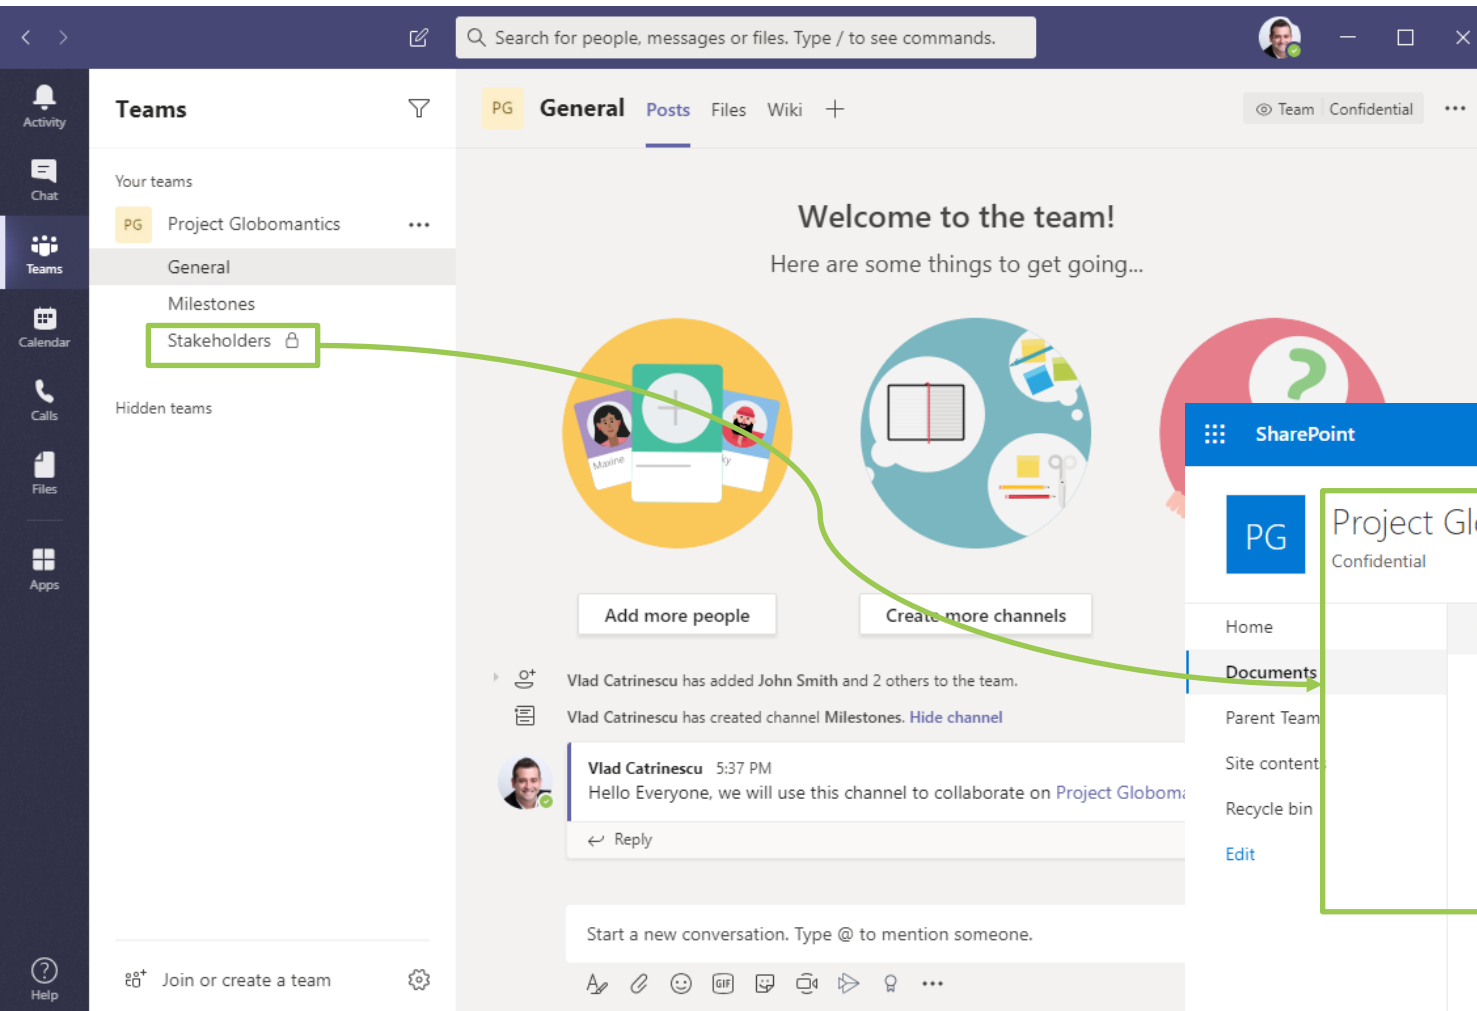 Search for people, messages or files. Type / to see commands.
Activity
Chat
Teams
Calendar
Calls
Files
Apps
Help
Teams
Your teams
PG Project Globomantics
General
Milestones
Stakeholders
Hidden teams
Join or create a team
PG General Posts Files Wiki
Team Confidential
Welcome to the team!
Here are some things to get going...
Maxine
ky
Add more people
Create more channels
Vlad Catrinescu has added John Smith and 2 others to the team.
Vlad Catrinescu has created channel Milestones. Hide channel
Vlad Catrinescu 5:37 PM
Hello Everyone, we will use this channel to collaborate on Project Globoma
Reply
Start a new conversation. Type @ to mention someone.
GIF
SharePoint
PG
Project Glo
Confidential
Home
Documents
Parent Team
Site contents
Recycle bin
Edit